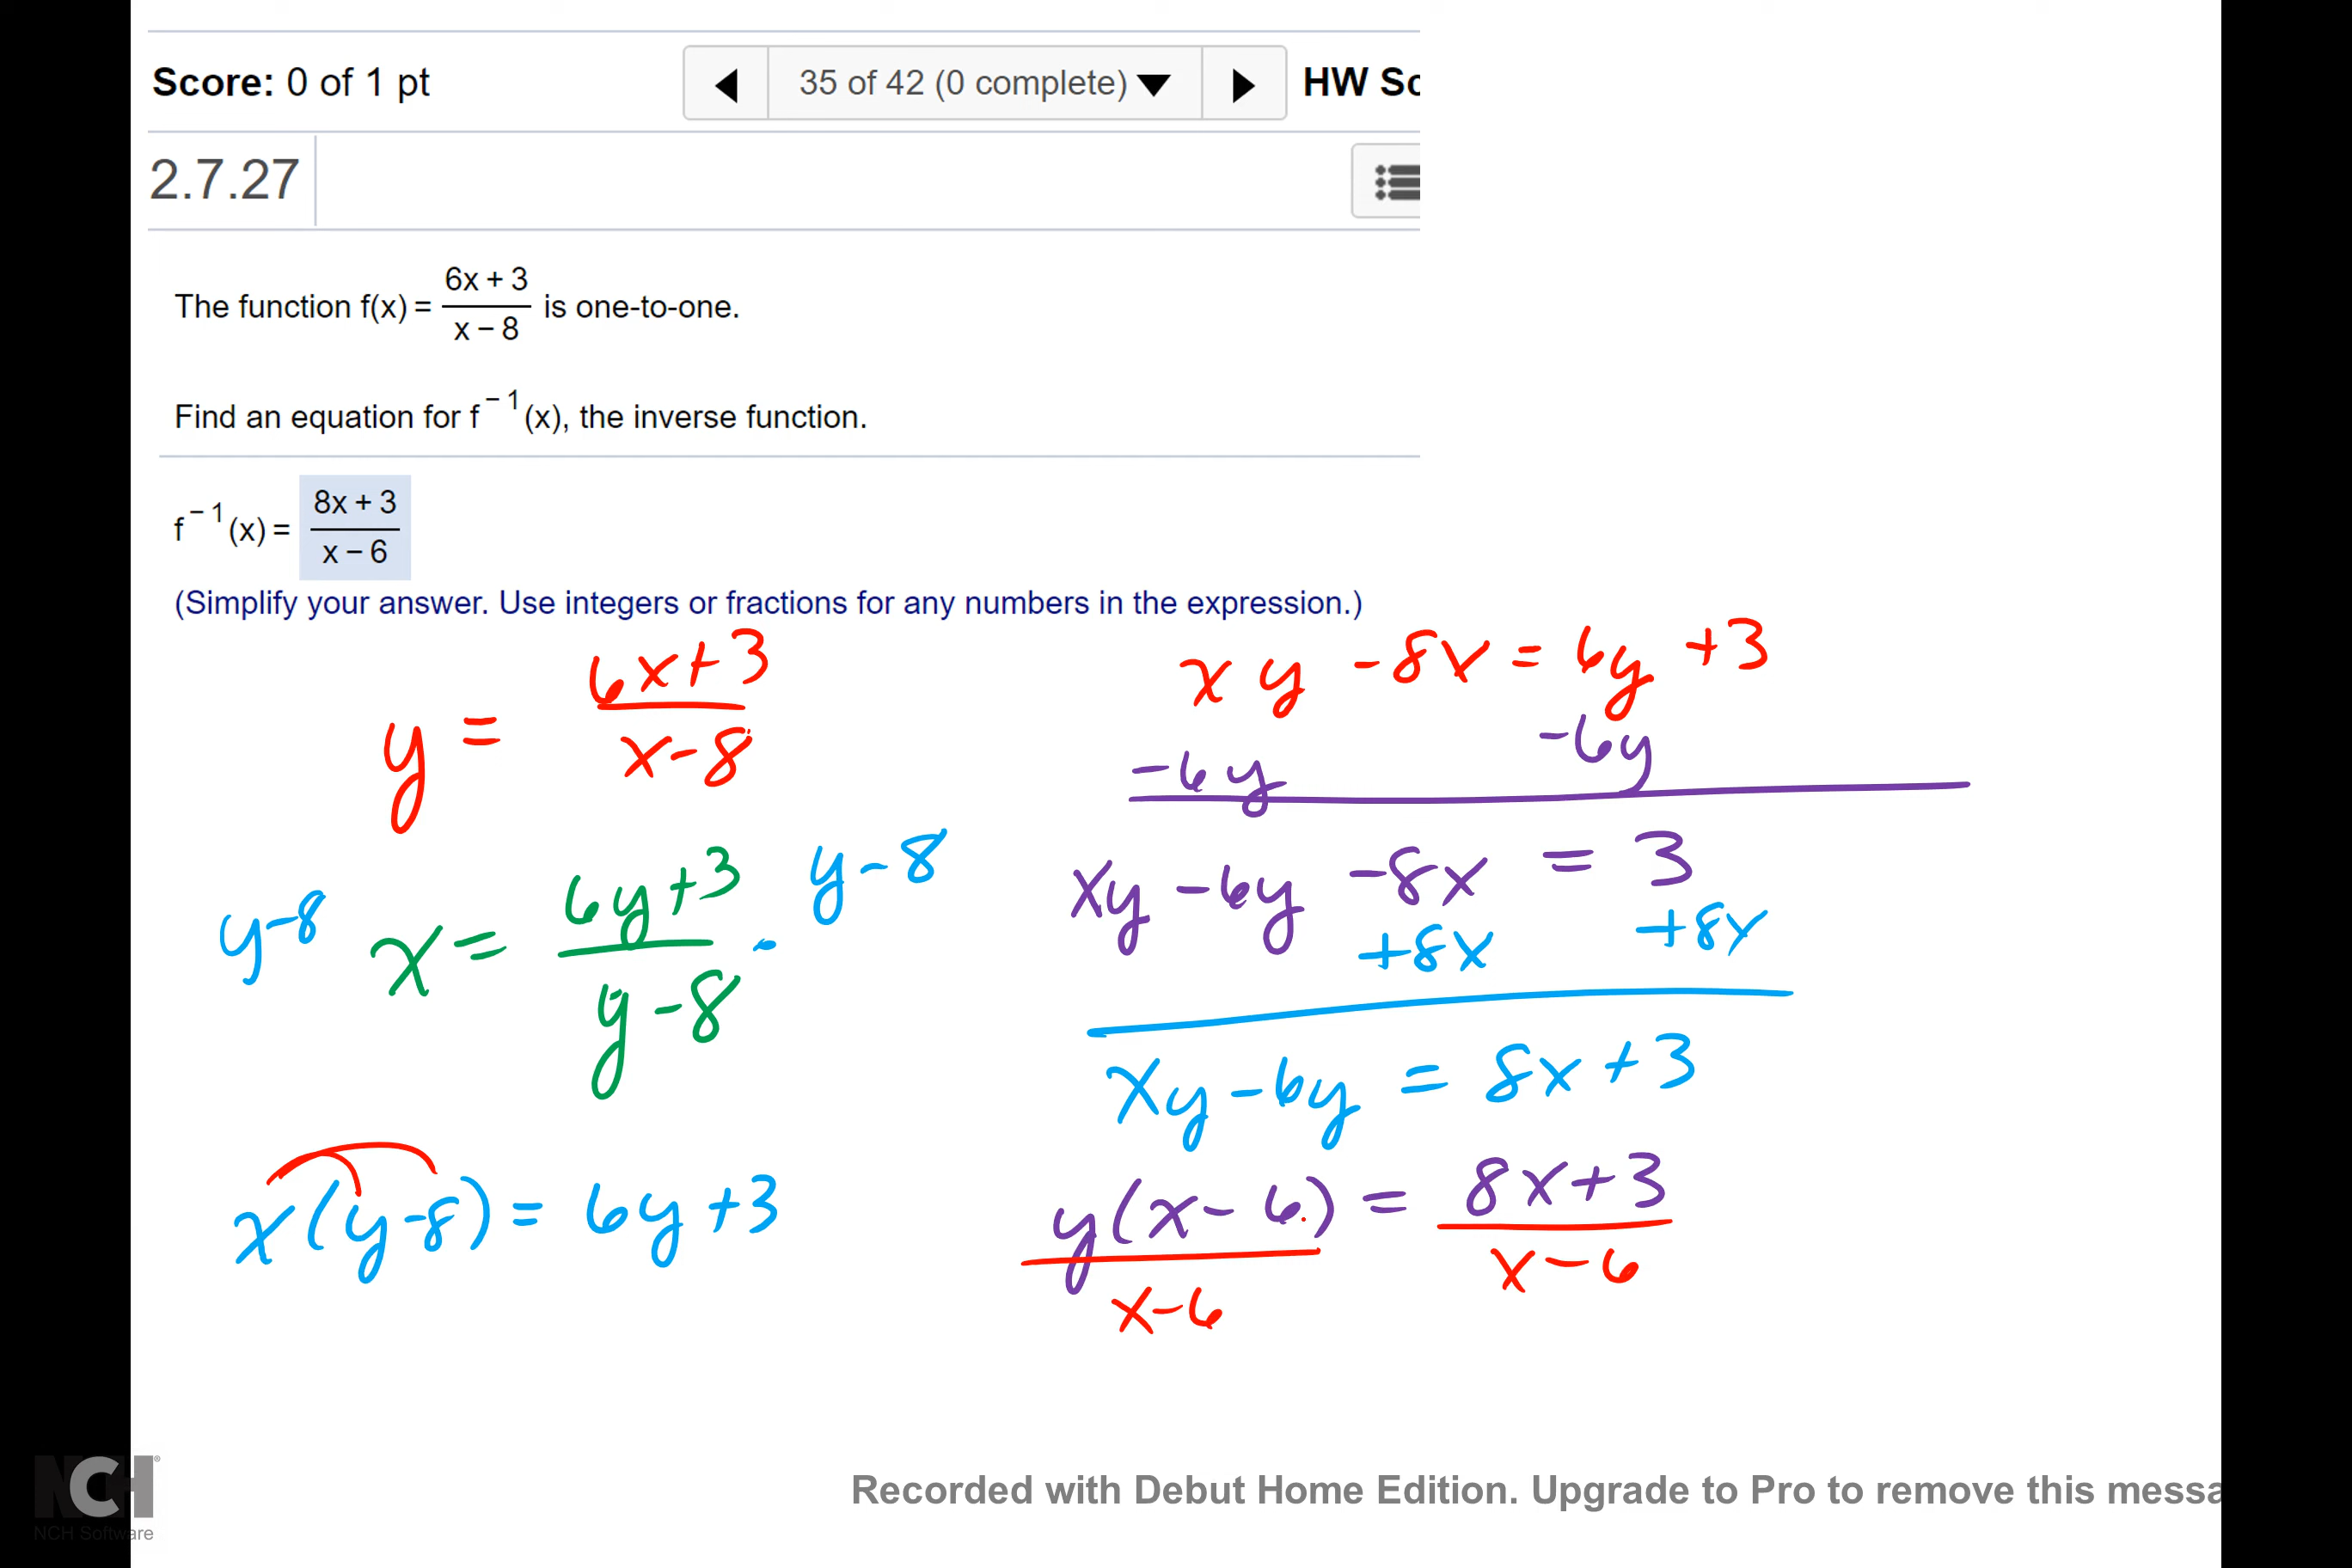 Score: 0 of 1 pt
35 of 42 (0 complete)
HW Sc
2.7.27
The function f(x) = (6x + 3)/(x − 8) is one-to-one.
Find an equation for f⁻¹(x), the inverse function.
f⁻¹(x) = (8x + 3)/(x − 6)
(Simplify your answer. Use integers or fractions for any numbers in the expression.)
y = (6x+3)/(x-8)
y-8 x = (6y+3)/(y-8) · y-8
x(y-8) = 6y+3
xy -8x = 6y +3
-6y -6y
xy -6y -8x = 3
+8x +8x
xy -6y = 8x +3
y(x-6)/(x-6) = (8x+3)/(x-6)
NCH®
NCH Software
Recorded with Debut Home Edition. Upgrade to Pro to remove this messa